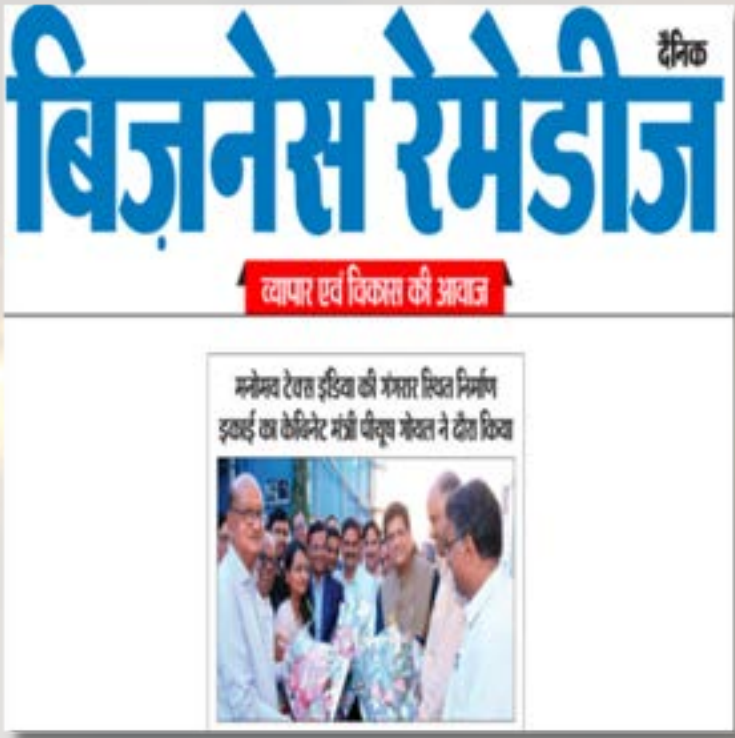 दैनिक
बिज़नेस रेमेडीज
व्यापार एवं विकास की आवाज
मनोमय टेक्स इंडिया की गंगरार स्थित निर्माण
इकाई का केबिनेट मंत्री पीयूष गोयल ने दौरा किया